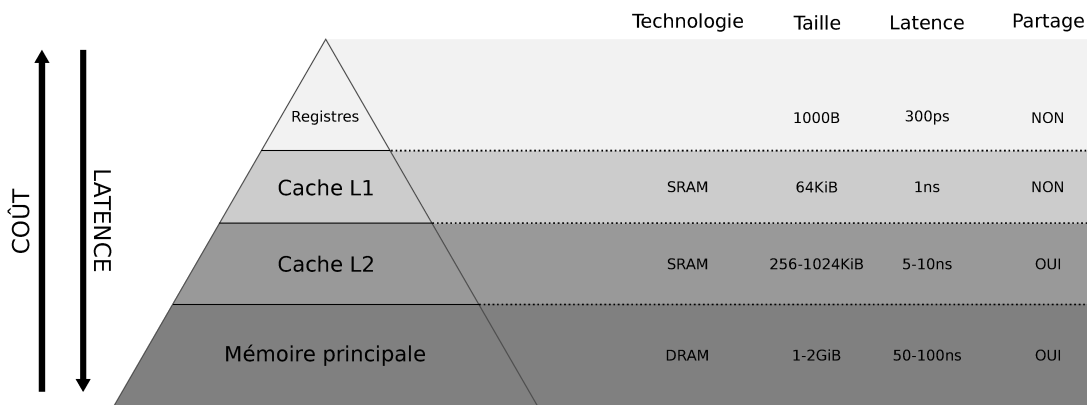 Technologie Taille Latence Partage
Registres 1000B 300ps NON
Cache L1 SRAM 64KiB 1ns NON
Cache L2 SRAM 256-1024KiB 5-10ns OUI
Mémoire principale DRAM 1-2GiB 50-100ns OUI
COÛT
LATENCE